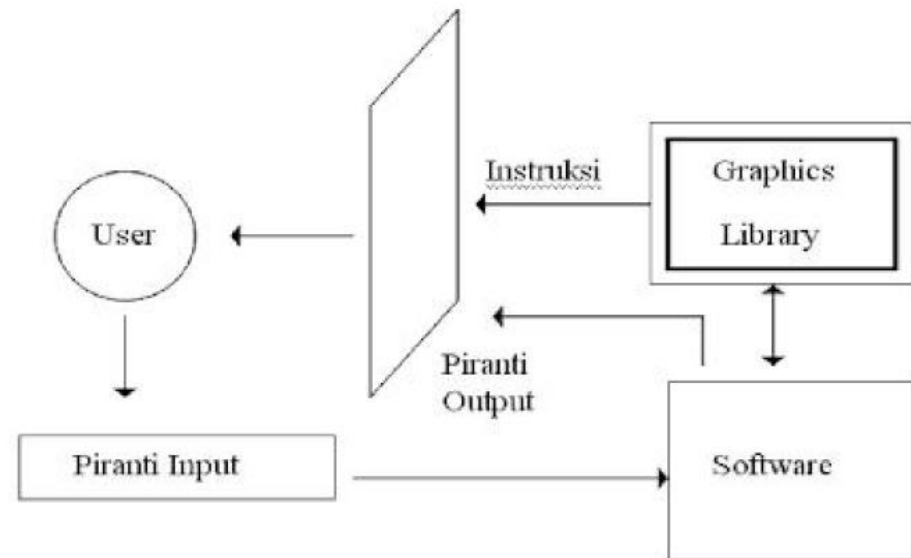 Instruksi
Graphics
Library
User
Piranti
Output
Piranti Input
Software